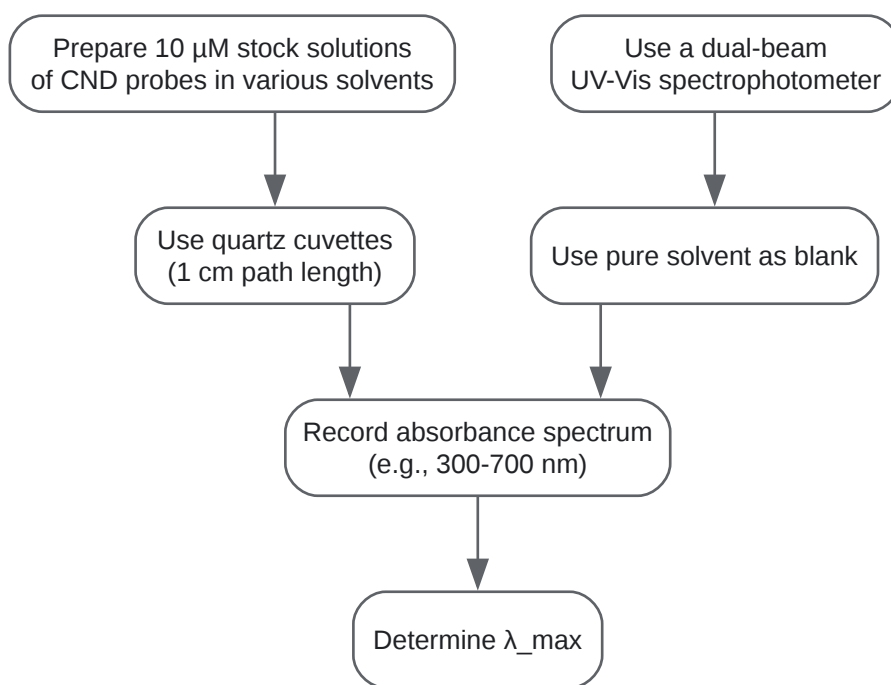 Prepare 10 µM stock solutions
of CND probes in various solvents
Use a dual-beam
UV-Vis spectrophotometer
Use quartz cuvettes
(1 cm path length)
Use pure solvent as blank
Record absorbance spectrum
(e.g., 300-700 nm)
Determine λ_max